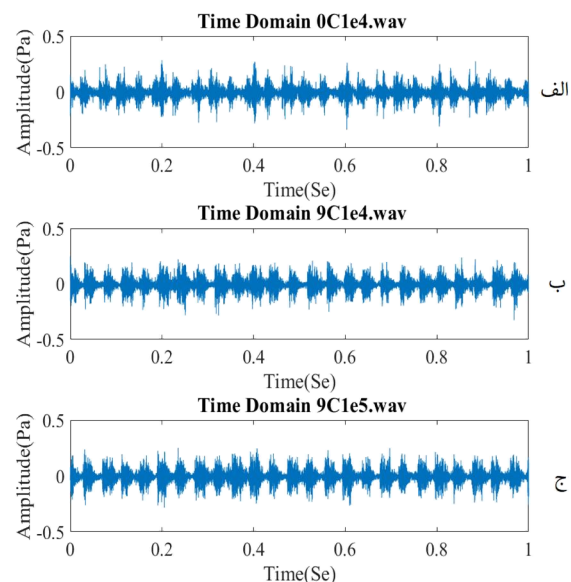 Time Domain 0C1e4.wav
0.5
0
-0.5
Amplitude(Pa)
0 0.2 0.4 0.6 0.8 1
Time(Se)
الف
Time Domain 9C1e4.wav
0.5
0
-0.5
Amplitude(Pa)
0 0.2 0.4 0.6 0.8 1
Time(Se)
ب
Time Domain 9C1e5.wav
0.5
0
-0.5
Amplitude(Pa)
0 0.2 0.4 0.6 0.8 1
Time(Se)
ج